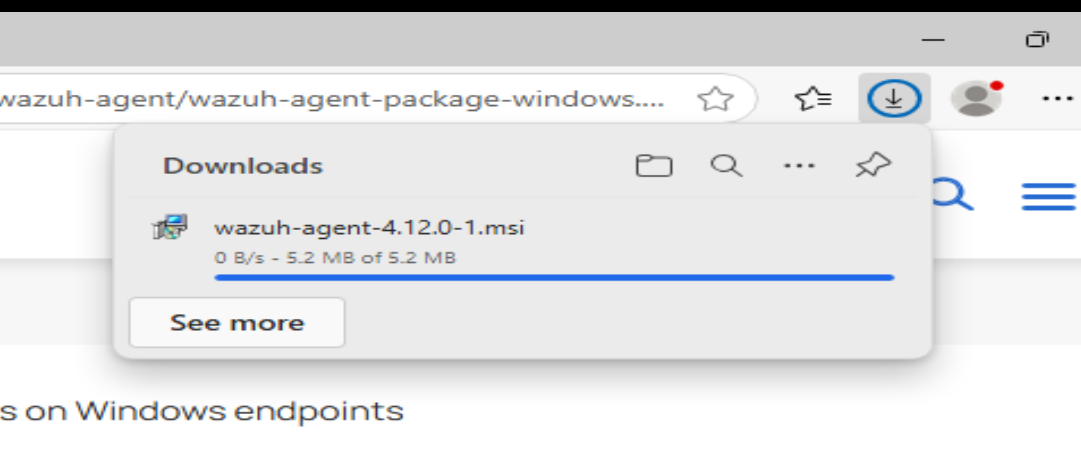 wazuh-agent/wazuh-agent-package-windows....
Downloads
wazuh-agent-4.12.0-1.msi
0 B/s - 5.2 MB of 5.2 MB
See more
s on Windows endpoints